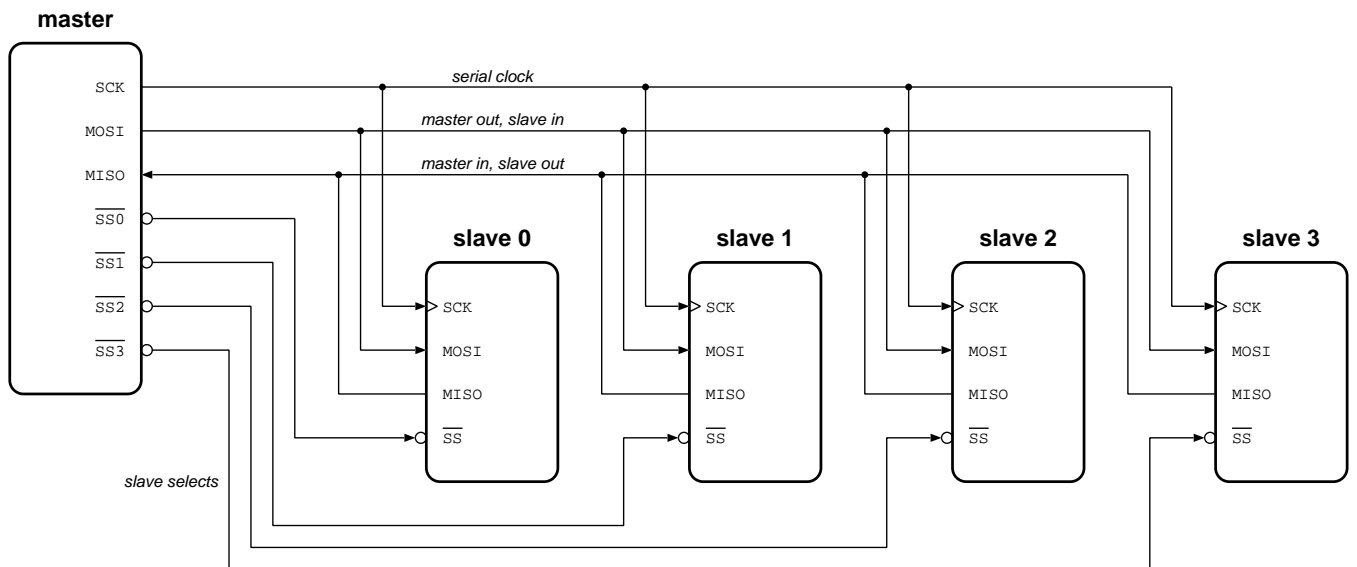 master
SCK
serial clock
MOSI
master out, slave in
MISO
master in, slave out
SS0
SS1
SS2
SS3
slave selects
slave 0
SCK
MOSI
MISO
SS
slave 1
SCK
MOSI
MISO
SS
slave 2
SCK
MOSI
MISO
SS
slave 3
SCK
MOSI
MISO
SS